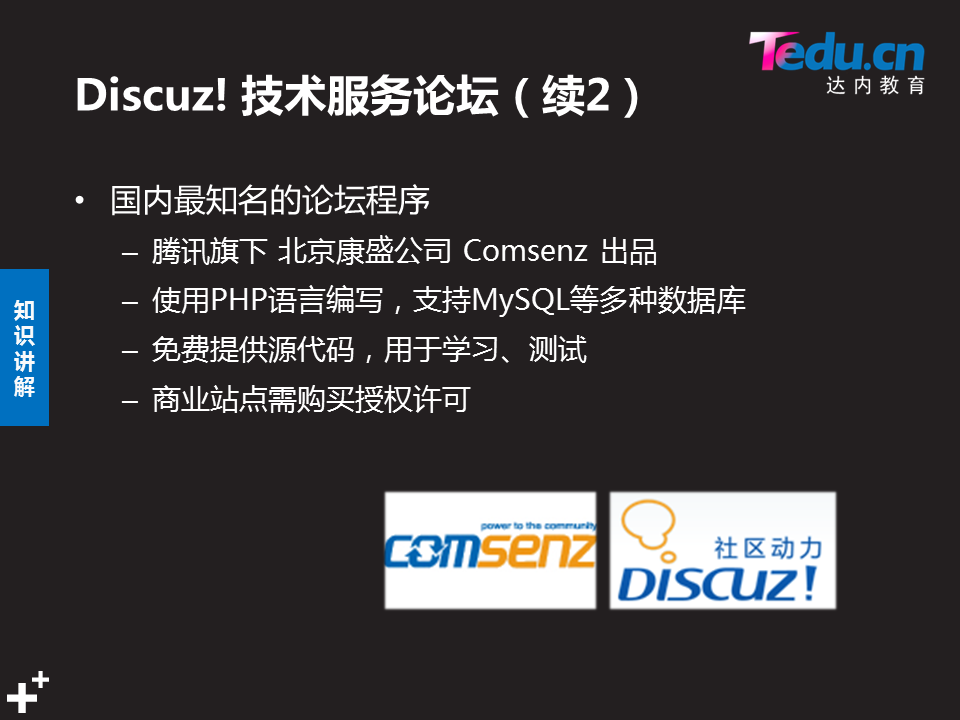 Tedu.cn
达内教育
Discuz! 技术服务论坛（续2）
• 国内最知名的论坛程序
– 腾讯旗下 北京康盛公司 Comsenz 出品
– 使用PHP语言编写，支持MySQL等多种数据库
– 免费提供源代码，用于学习、测试
– 商业站点需购买授权许可
知识讲解
power to the community
comsenz
社区动力
DISCUZ!